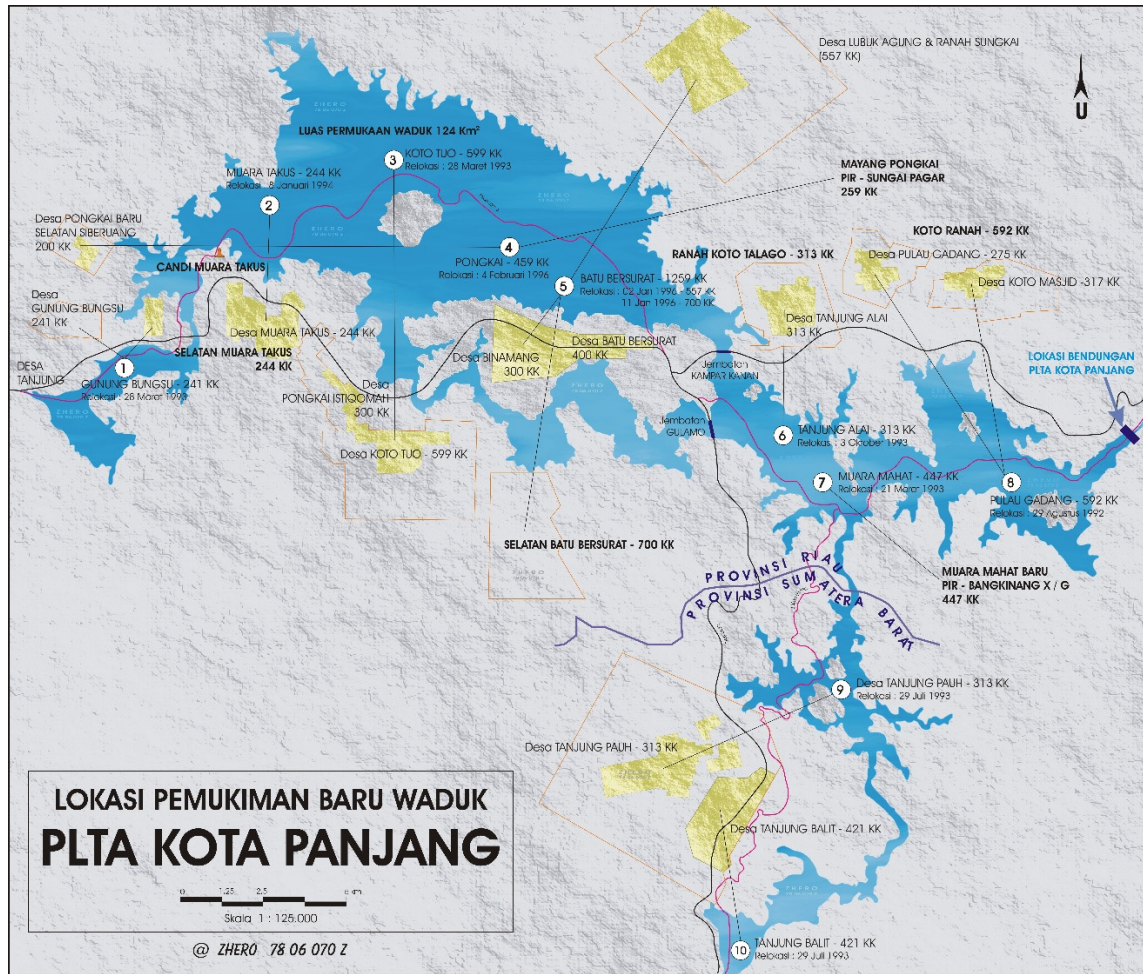 Desa LUBUK AGUNG & RANAH SUNGKAI
(557 KK)
U
LUAS PERMUKAAN WADUK 124 Km²
3
KOTO TUO - 599 KK
Relokasi : 28 Maret 1993
MUARA TAKUS - 244 KK
Relokasi : 8 Januari 1994
2
MAYANG PONGKAI
PIR - SUNGAI PAGAR
259 KK
Desa PONGKAI BARU
SELATAN SIBERUANG
200 KK
CANDI MUARA TAKUS
4
PONGKAI - 459 KK
Relokasi : 4 Februari 1996
KOTO RANAH - 592 KK
RANAH KOTO TALAGO - 313 KK
Desa PULAU GADANG - 275 KK
Desa KOTO MASJID -317 KK
5
BATU BERSURAT - 1259 KK
Relokasi : 02 Jan 1996 - 557 KK
11 Jan 1996 - 700 KK
Desa
GUNUNG BUNGSU
241 KK
Desa MUARA TAKUS - 244 KK
Desa TANJUNG ALAI
313 KK
Desa BATU BERSURAT
400 KK
Desa BINAMANG
300 KK
SELATAN MUARA TAKUS
244 KK
DESA
TANJUNG
1
GUNUNG BUNGSU - 241 KK
Relokasi : 28 Maret 1993
Jembatan
KAMPAR KANAN
LOKASI BENDUNGAN
PLTA KOTA PANJANG
Desa
PONGKAI ISTIQOMAH
300 KK
Jembatan
GULAMO
6
TANJUNG ALAI - 313 KK
Relokasi : 3 Oktober 1993
Desa KOTO TUO - 599 KK
7
MUARA MAHAT - 447 KK
Relokasi : 21 Maret 1993
8
PULAU GADANG - 592 KK
Relokasi : 29 Agustus 1992
SELATAN BATU BERSURAT - 700 KK
MUARA MAHAT BARU
PIR - BANGKINANG X / G
447 KK
PROVINSI RIAU
PROVINSI SUMATERA BARAT
9
Desa TANJUNG PAUH - 313 KK
Relokasi : 29 Juli 1993
Desa TANJUNG PAUH - 313 KK
Desa TANJUNG BALIT - 421 KK
10
TANJUNG BALIT - 421 KK
Relokasi : 29 Juli 1993
LOKASI PEMUKIMAN BARU WADUK
PLTA KOTA PANJANG
0 1.25 2.5
Skala 1 : 125.000
@ ZHERO 78 06 070 Z